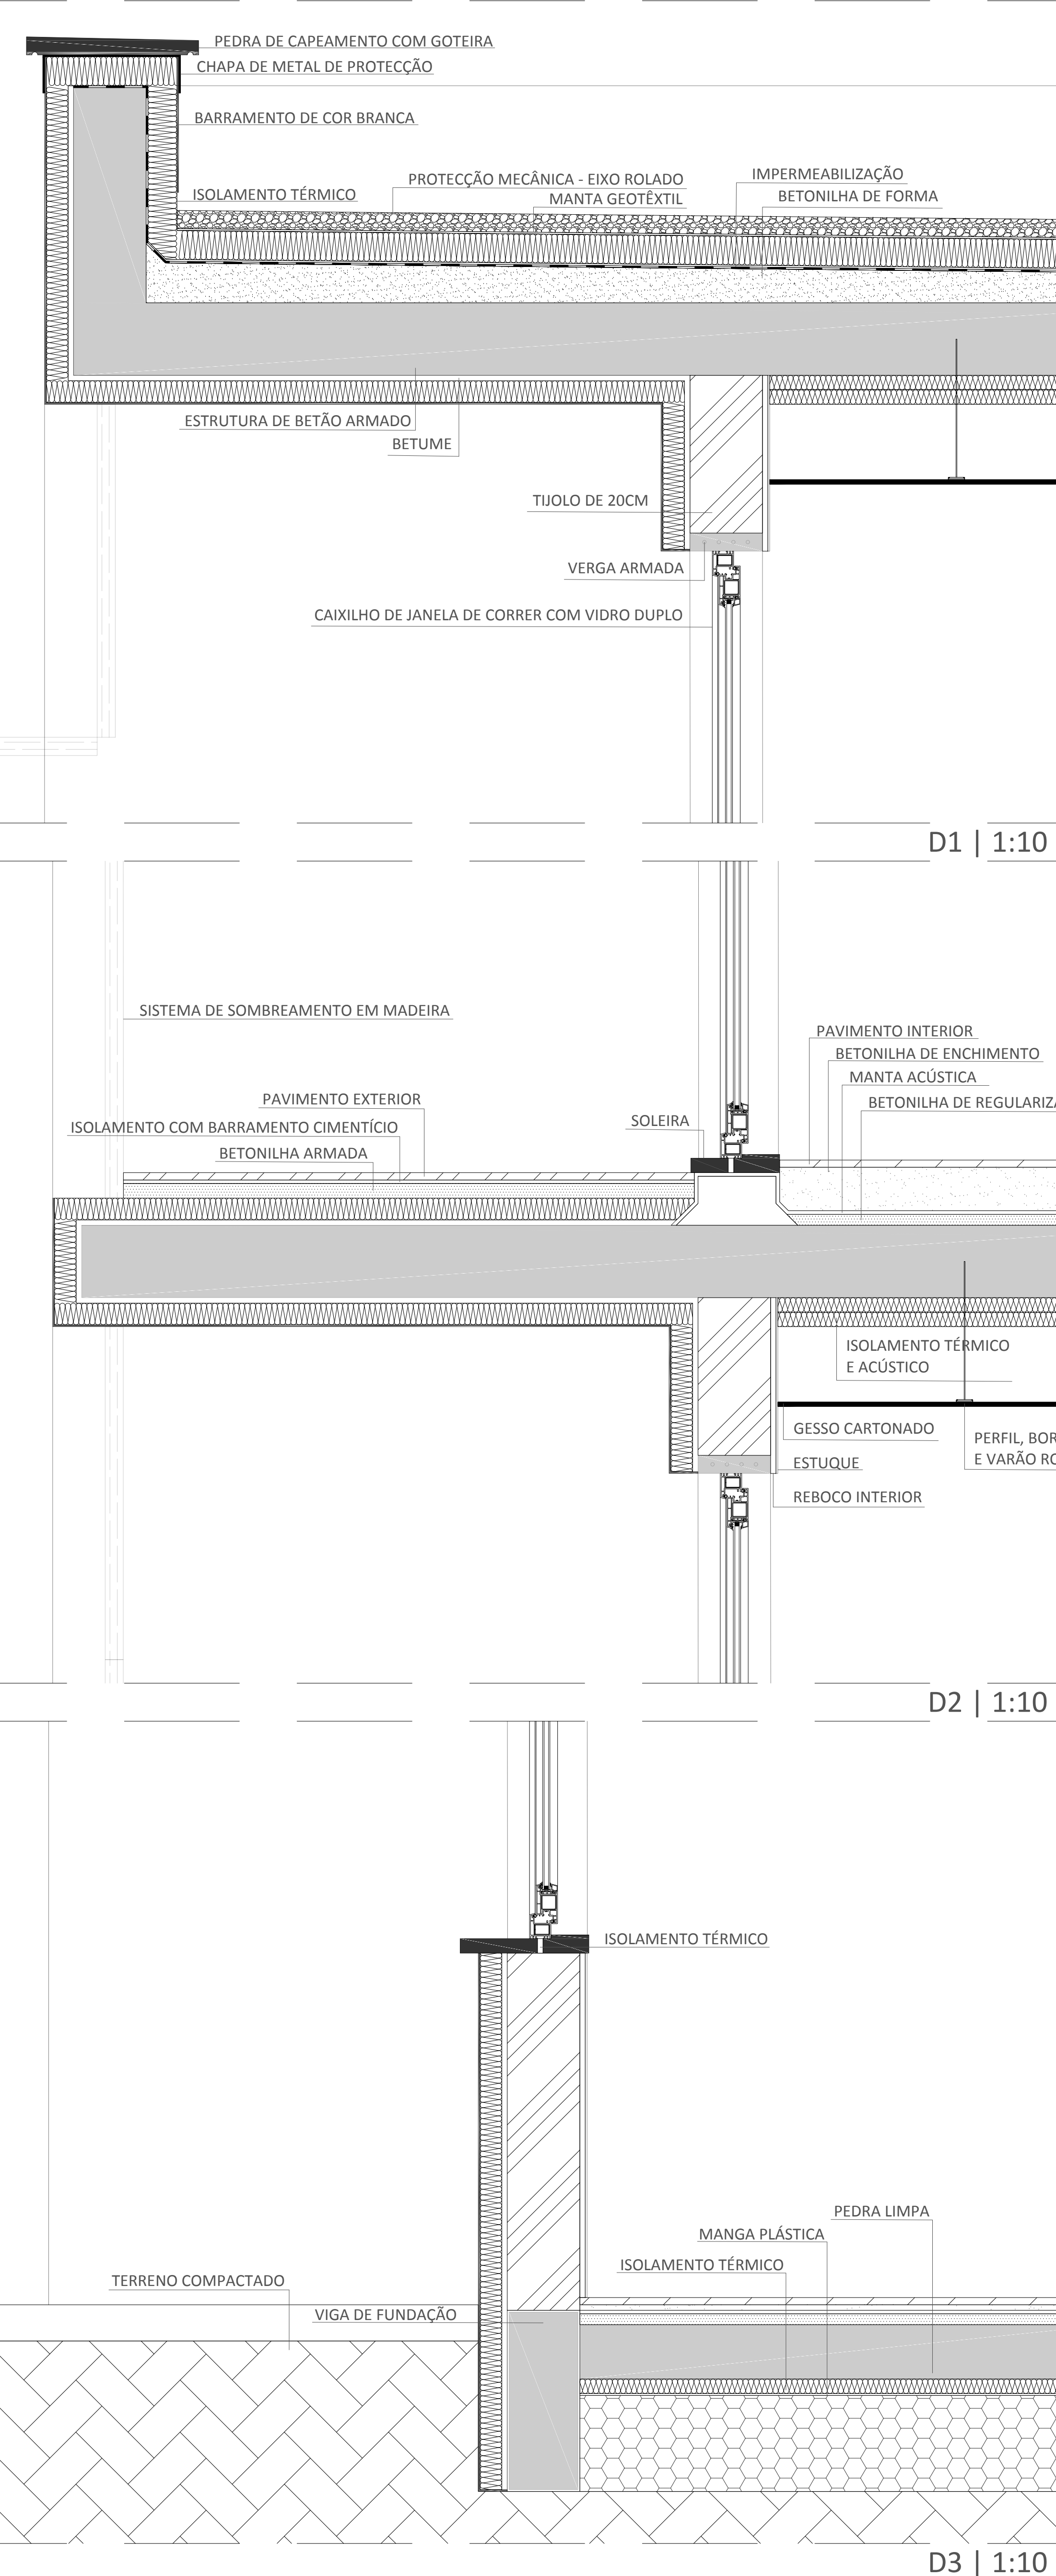 PEDRA DE CAPEAMENTO COM GOTEIRA
CHAPA DE METAL DE PROTECÇÃO
BARRAMENTO DE COR BRANCA
IMPERMEABILIZAÇÃO
PROTECÇÃO MECÂNICA - EIXO ROLADO
ISOLAMENTO TÉRMICO
MANTA GEOTÊXTIL
BETONILHA DE FORMA
ESTRUTURA DE BETÃO ARMADO
BETUME
TIJOLO DE 20CM
VERGA ARMADA
CAIXILHO DE JANELA DE CORRER COM VIDRO DUPLO
D1 | 1:10
SISTEMA DE SOMBREAMENTO EM MADEIRA
PAVIMENTO INTERIOR
BETONILHA DE ENCHIMENTO
MANTA ACÚSTICA
PAVIMENTO EXTERIOR
BETONILHA DE REGULARIZA
SOLEIRA
ISOLAMENTO COM BARRAMENTO CIMENTÍCIO
BETONILHA ARMADA
ISOLAMENTO TÉRMICO
E ACÚSTICO
GESSO CARTONADO
PERFIL, BOR
E VARÃO RO
ESTUQUE
REBOCO INTERIOR
D2 | 1:10
ISOLAMENTO TÉRMICO
PEDRA LIMPA
MANGA PLÁSTICA
ISOLAMENTO TÉRMICO
TERRENO COMPACTADO
VIGA DE FUNDAÇÃO
D3 | 1:10